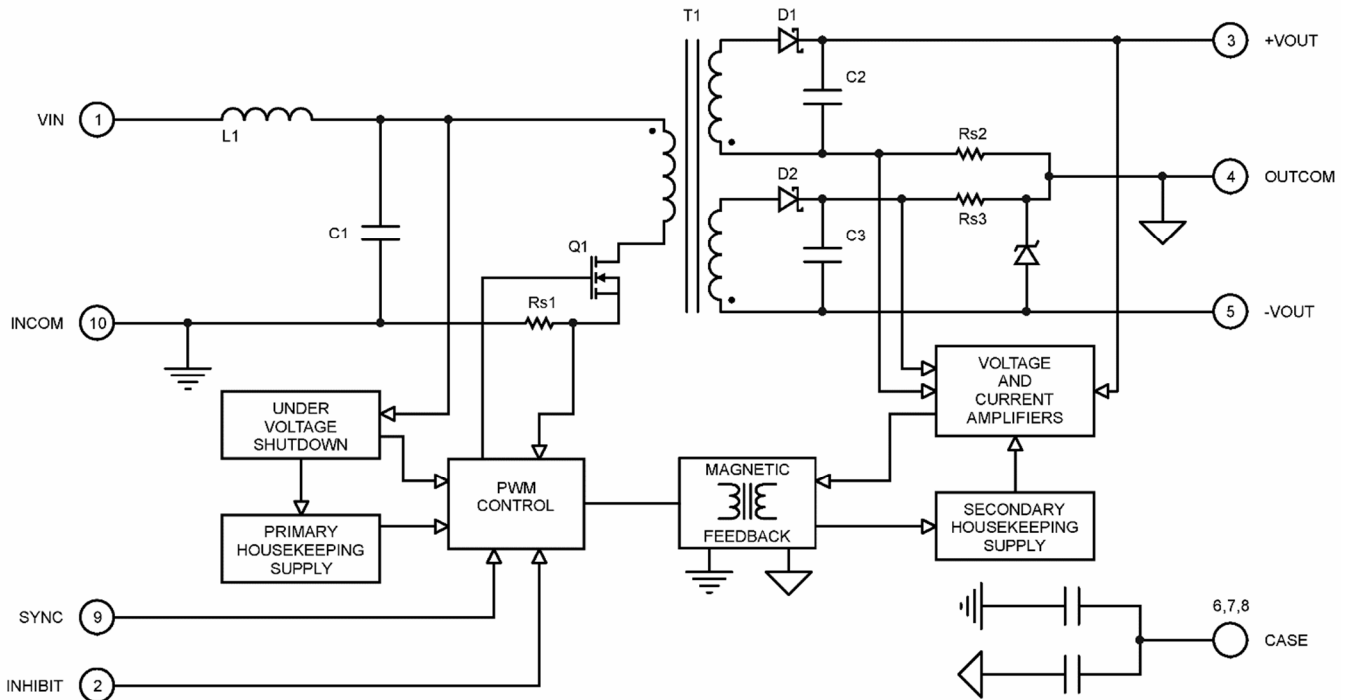 T1
D1
3
+VOUT
C2
VIN
1
L1
Rs2
D2
4
OUTCOM
Rs3
C1
Q1
C3
Rs1
INCOM
10
5
-VOUT
VOLTAGE
AND
CURRENT
AMPLIFIERS
UNDER
VOLTAGE
SHUTDOWN
PWM
CONTROL
MAGNETIC
FEEDBACK
PRIMARY
HOUSEKEEPING
SUPPLY
SECONDARY
HOUSEKEEPING
SUPPLY
SYNC
9
6,7,8
CASE
INHIBIT
2